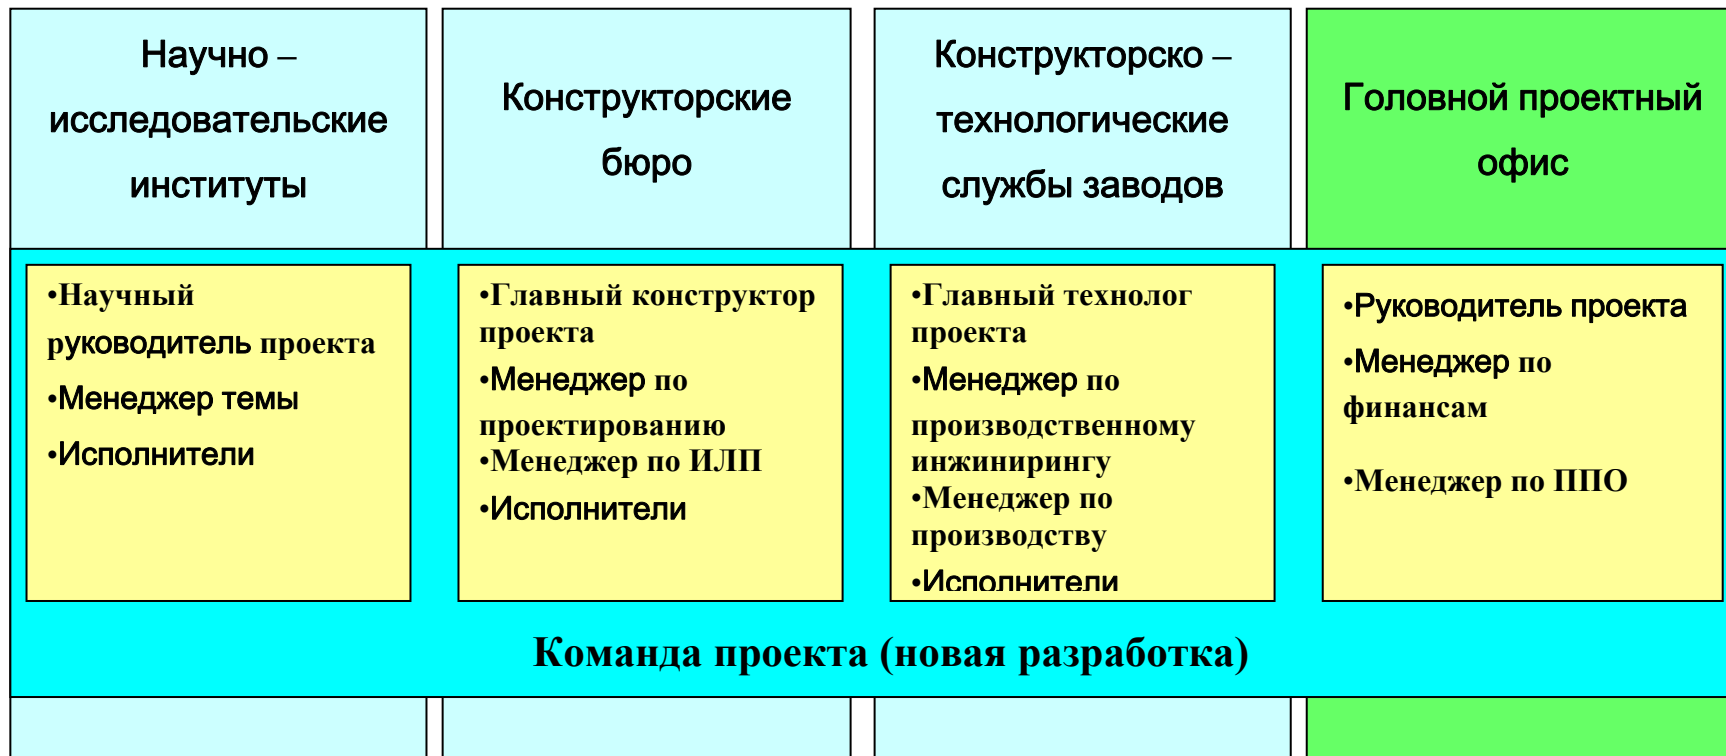 Научно –
исследовательские
институты
Конструкторские
бюро
Конструкторско –
технологические
службы заводов
Головной проектный
офис
•Научный
руководитель проекта
•Менеджер темы
•Исполнители
•Главный конструктор
проекта
•Менеджер по
проектированию
•Менеджер по ИЛП
•Исполнители
•Главный технолог
проекта
•Менеджер по
производственному
инжинирингу
•Менеджер по
производству
•Исполнители
•Руководитель проекта
•Менеджер по
финансам
•Менеджер по ППО
Команда проекта (новая разработка)